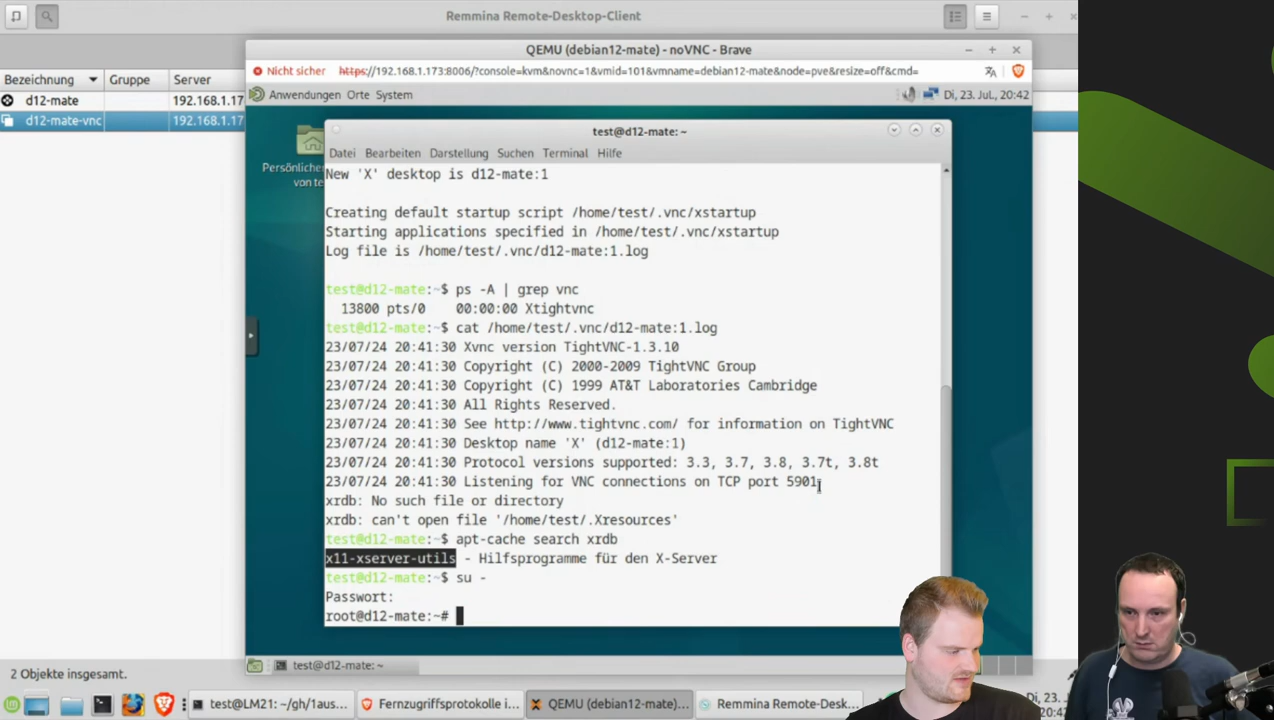 Remmina Remote-Desktop-Client
Bezeichnung Gruppe Server
d12-mate 192.168.1.17
d12-mate-vnc 192.168.1.17
QEMU (debian12-mate) - noVNC - Brave
Nicht sicher https://192.168.1.173:8006/?console=kvm&novnc=1&vmid=101&vmname=debian12-mate&node=pve&resize=off&cmd=
Anwendungen Orte System Di, 23. Jul., 20:42
Persönliche
von te
test@d12-mate: ~
Datei Bearbeiten Darstellung Suchen Terminal Hilfe
New 'X' desktop is d12-mate:1
Creating default startup script /home/test/.vnc/xstartup
Starting applications specified in /home/test/.vnc/xstartup
Log file is /home/test/.vnc/d12-mate:1.log
test@d12-mate:~$ ps -A | grep vnc
13800 pts/0 00:00:00 Xtightvnc
test@d12-mate:~$ cat /home/test/.vnc/d12-mate:1.log
23/07/24 20:41:30 Xvnc version TightVNC-1.3.10
23/07/24 20:41:30 Copyright (C) 2000-2009 TightVNC Group
23/07/24 20:41:30 Copyright (C) 1999 AT&T Laboratories Cambridge
23/07/24 20:41:30 All Rights Reserved.
23/07/24 20:41:30 See http://www.tightvnc.com/ for information on TightVNC
23/07/24 20:41:30 Desktop name 'X' (d12-mate:1)
23/07/24 20:41:30 Protocol versions supported: 3.3, 3.7, 3.8, 3.7t, 3.8t
23/07/24 20:41:30 Listening for VNC connections on TCP port 5901
xrdb: No such file or directory
xrdb: can't open file '/home/test/.Xresources'
test@d12-mate:~$ apt-cache search xrdb
x11-xserver-utils - Hilfsprogramme für den X-Server
test@d12-mate:~$ su -
Passwort:
root@d12-mate:~#
test@d12-mate: ~
2 Objekte insgesamt.
test@LM21: ~/gh/1aus... Fernzugriffsprotokolle i... QEMU (debian12-mate)... Remmina Remote-Desk... Di, 23.